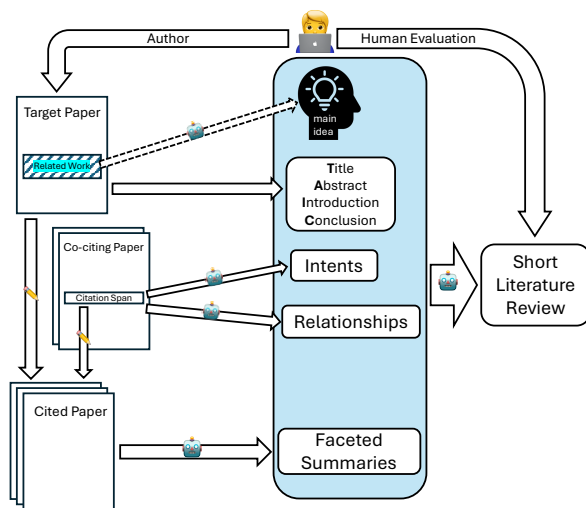 Author
Human Evaluation
Target Paper
main
idea
Related Work
Title
Abstract
Introduction
Conclusion
Co-citing Paper
Intents
Citation Span
Relationships
Short
Literature
Review
Cited Paper
Faceted
Summaries